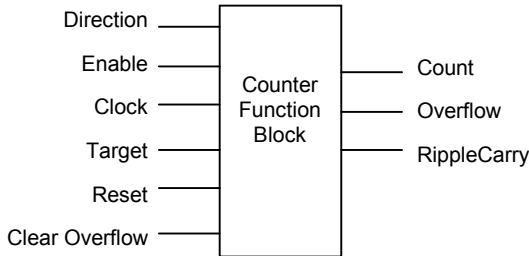 Direction
Enable
Clock
Target
Reset
Clear Overflow
Counter
Function
Block
Count
Overflow
RippleCarry